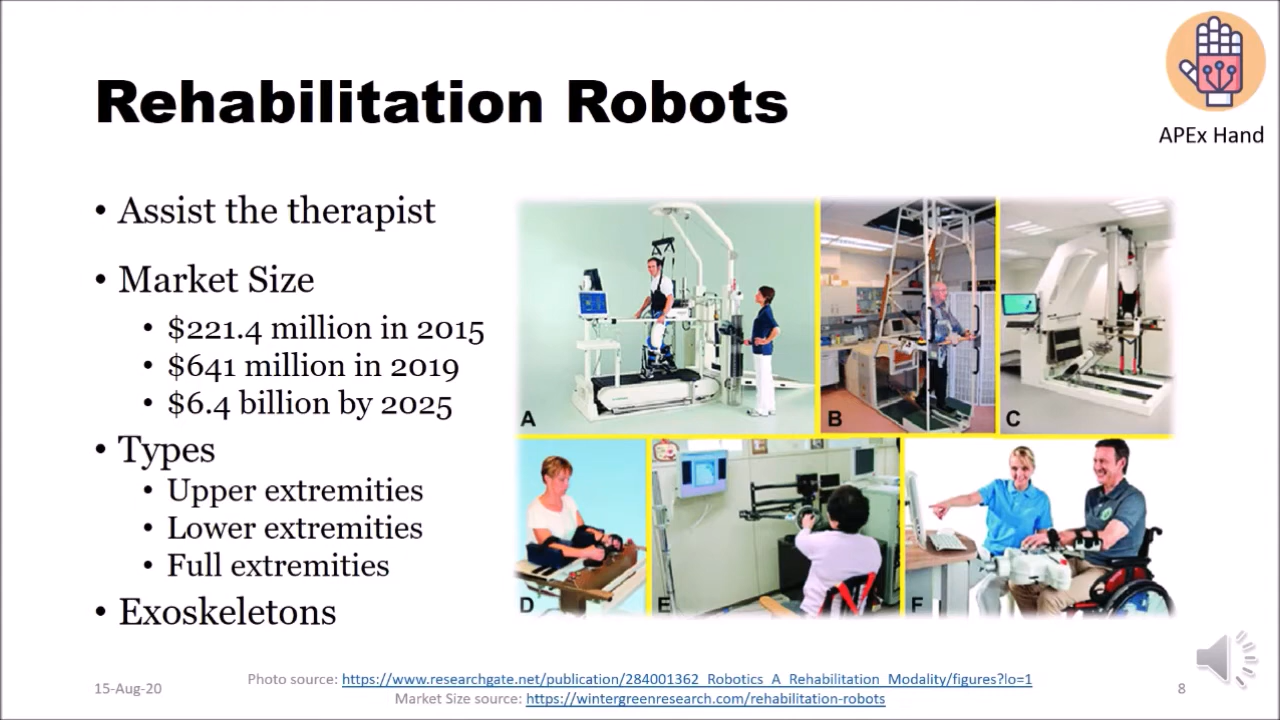 APEx Hand
Rehabilitation Robots
• Assist the therapist
• Market Size
• $221.4 million in 2015
• $641 million in 2019
• $6.4 billion by 2025
• Types
• Upper extremities
• Lower extremities
• Full extremities
• Exoskeletons
A
B
C
D
E
F
Photo source: https://www.researchgate.net/publication/284001362_Robotics_A_Rehabilitation_Modality/figures?lo=1
Market Size source: https://wintergreenresearch.com/rehabilitation-robots
15-Aug-20
8